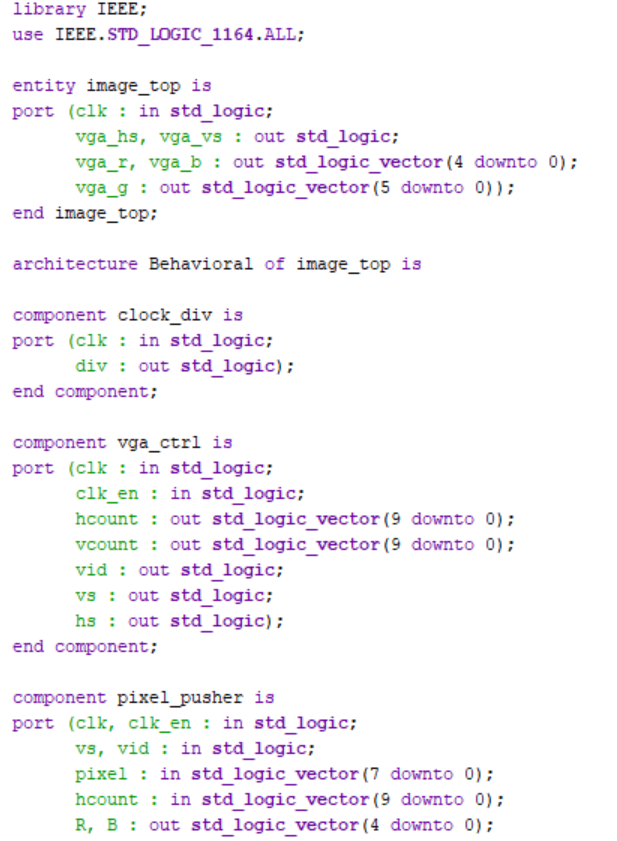 library IEEE;
use IEEE.STD_LOGIC_1164.ALL;
entity image_top is
port (clk : in std_logic;
vga_hs, vga_vs : out std_logic;
vga_r, vga_b : out std_logic_vector(4 downto 0);
vga_g : out std_logic_vector(5 downto 0));
end image_top;
architecture Behavioral of image_top is
component clock_div is
port (clk : in std_logic;
div : out std_logic);
end component;
component vga_ctrl is
port (clk : in std_logic;
clk_en : in std_logic;
hcount : out std_logic_vector(9 downto 0);
vcount : out std_logic_vector(9 downto 0);
vid : out std_logic;
vs : out std_logic;
hs : out std_logic);
end component;
component pixel_pusher is
port (clk, clk_en : in std_logic;
vs, vid : in std_logic;
pixel : in std_logic_vector(7 downto 0);
hcount : in std_logic_vector(9 downto 0);
R, B : out std_logic_vector(4 downto 0);